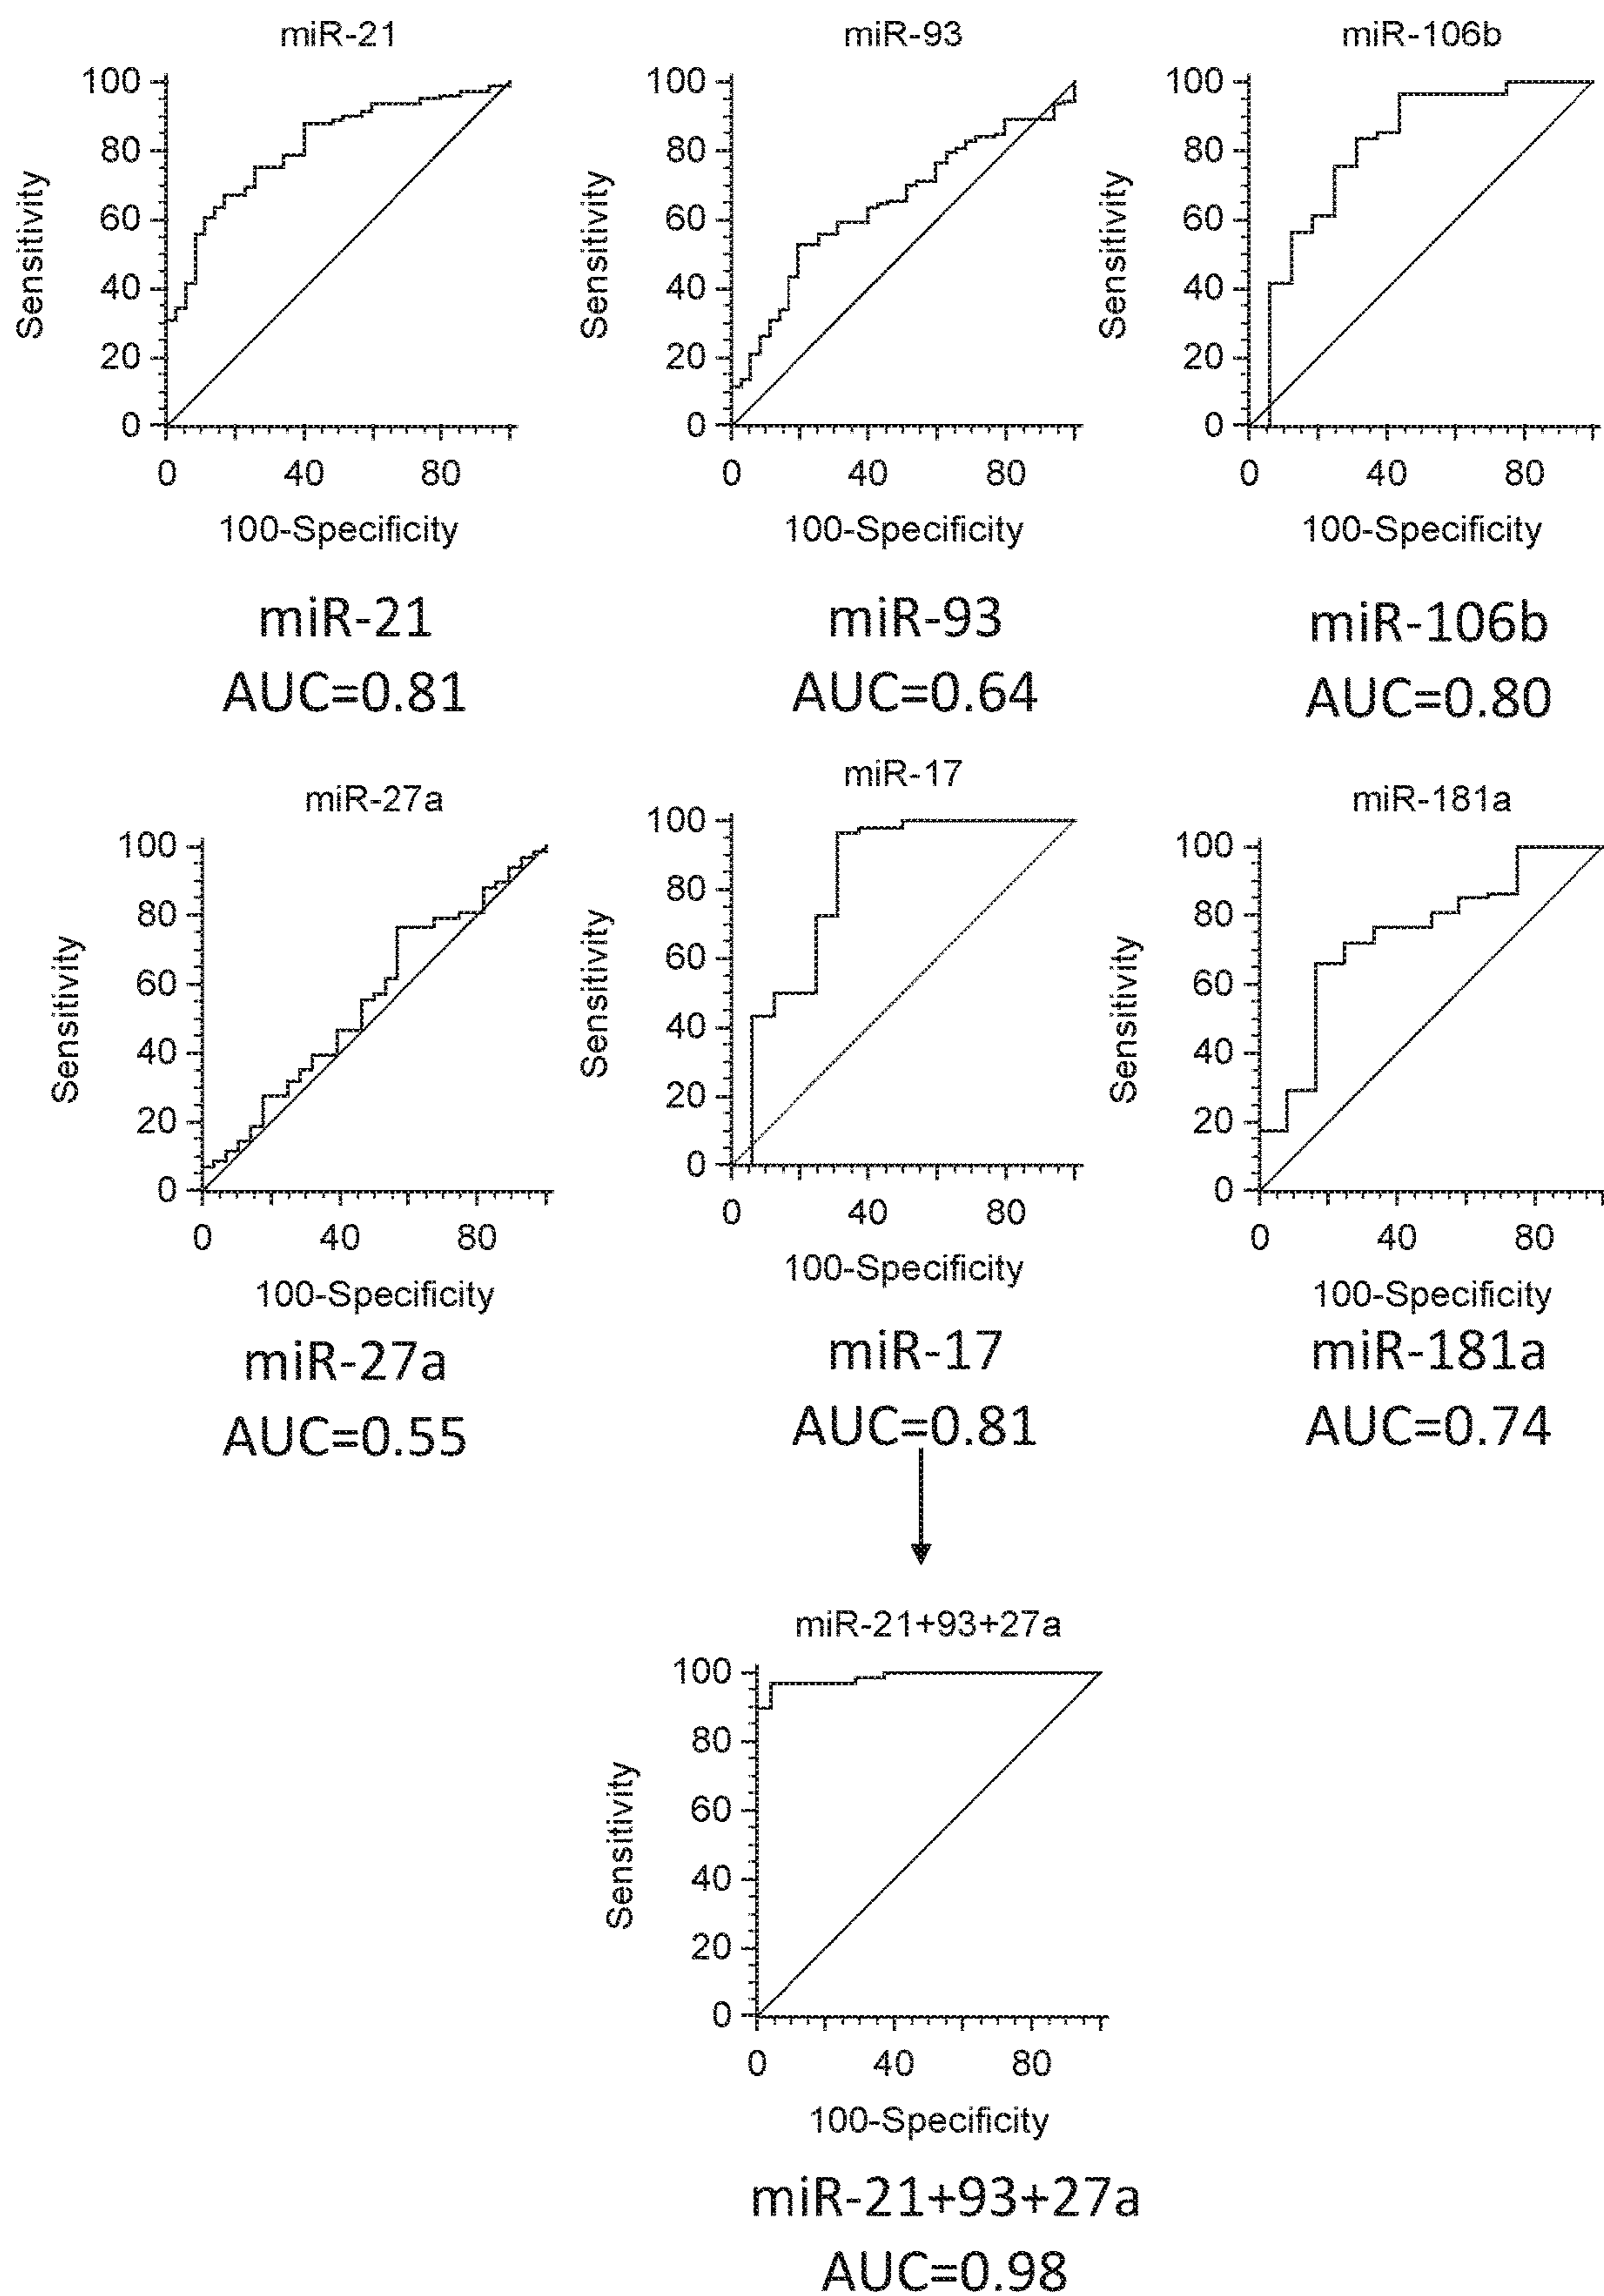 miR-21
100
80
60
40
20
0
Sensitivity
0 40 80
100-Specificity
miR-21
AUC=0.81
miR-93
100
80
60
40
20
0
Sensitivity
0 40 80
100-Specificity
miR-93
AUC=0.64
miR-106b
100
80
60
40
20
0
Sensitivity
0 40 80
100-Specificity
miR-106b
AUC=0.80
miR-27a
100
80
60
40
20
0
Sensitivity
0 40 80
100-Specificity
miR-27a
AUC=0.55
miR-17
100
80
60
40
20
0
Sensitivity
0 40 80
100-Specificity
miR-17
AUC=0.81
miR-181a
100
80
60
40
20
0
Sensitivity
0 40 80
100-Specificity
miR-181a
AUC=0.74
miR-21+93+27a
100
80
60
40
20
0
Sensitivity
0 40 80
100-Specificity
miR-21+93+27a
AUC=0.98